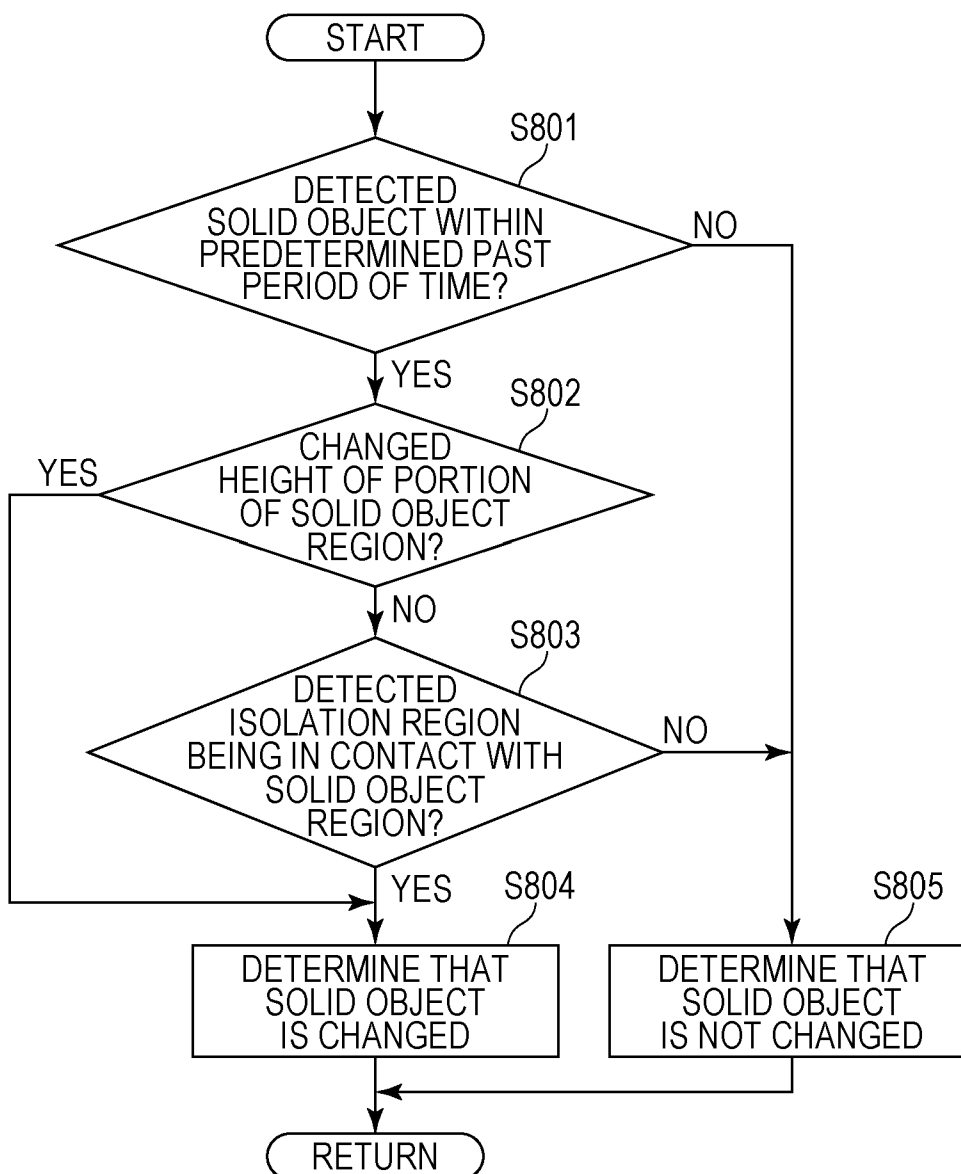 START
S801
DETECTED
SOLID OBJECT WITHIN
PREDETERMINED PAST
PERIOD OF TIME?
NO
YES
S802
CHANGED
HEIGHT OF PORTION
OF SOLID OBJECT
REGION?
YES
NO
S803
DETECTED
ISOLATION REGION
BEING IN CONTACT WITH
SOLID OBJECT
REGION?
NO
YES
S804
DETERMINE THAT
SOLID OBJECT
IS CHANGED
S805
DETERMINE THAT
SOLID OBJECT
IS NOT CHANGED
RETURN